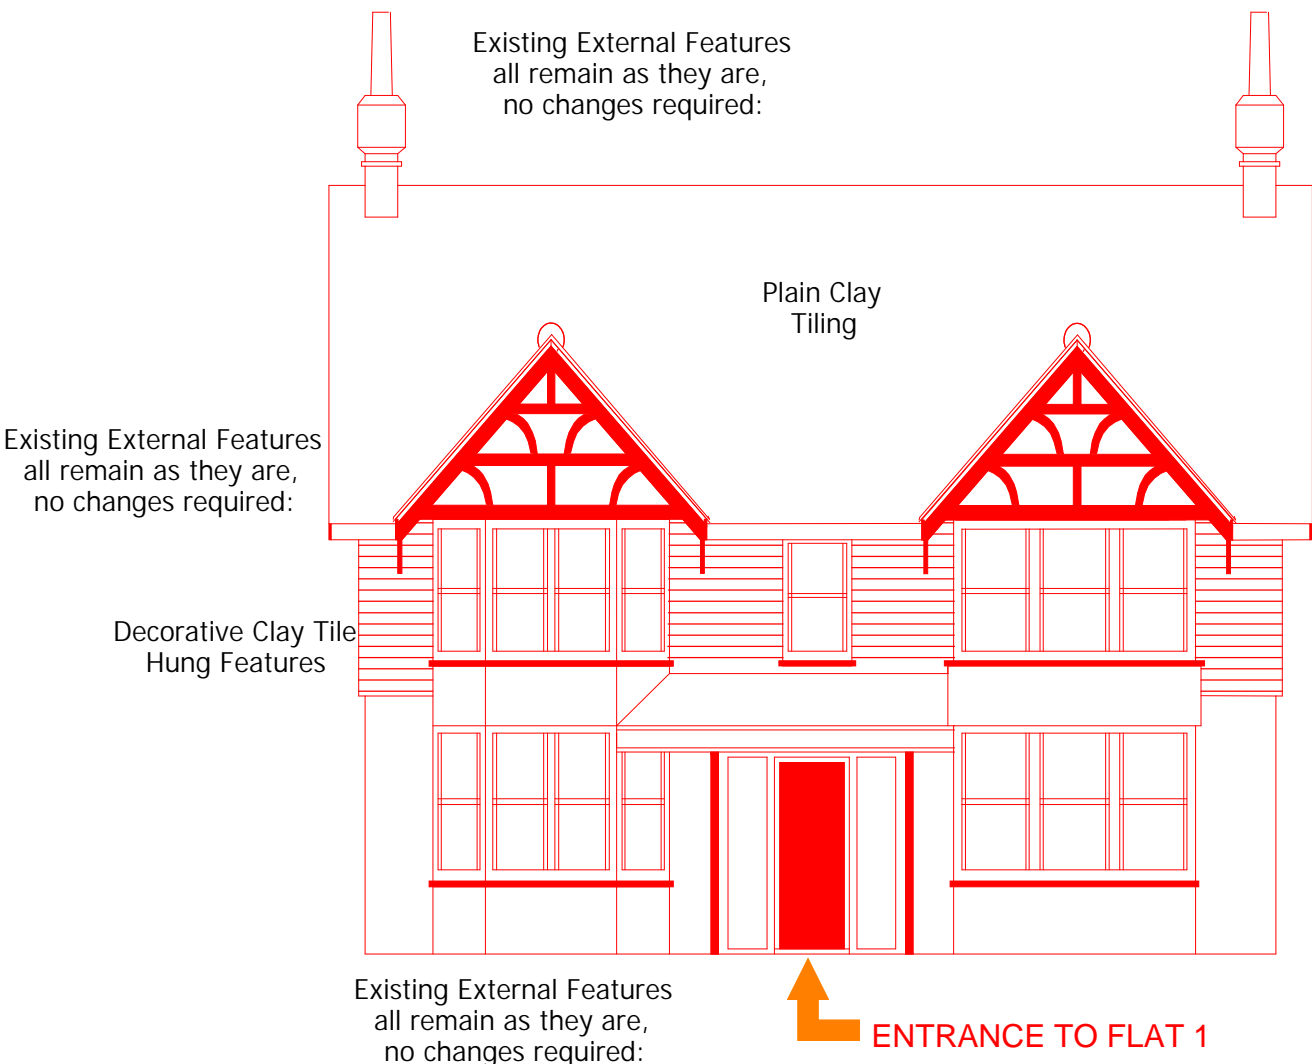 Existing External Features
all remain as they are,
no changes required:
Plain Clay
Tiling
Existing External Features
all remain as they are,
no changes required:
Decorative Clay Tile
Hung Features
Existing External Features
all remain as they are,
no changes required:
ENTRANCE TO FLAT 1